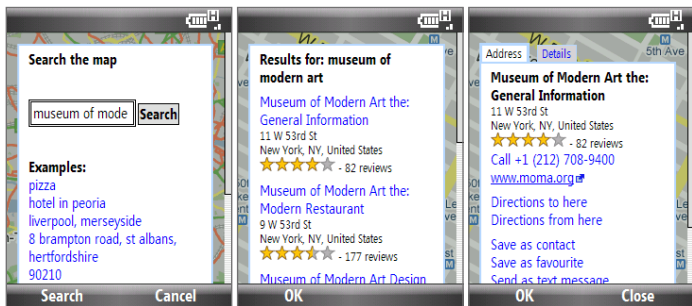 Search the map
museum of mode Search
Examples:
pizza
hotel in peoria
liverpool, merseyside
8 brampton road, st albans,
hertfordshire
90210
Search Cancel
H
Results for: museum of
modern art
Museum of Modern Art the:
General Information
11 W 53rd St
New York, NY, United States
- 82 reviews
Museum of Modern Art the:
Modern Restaurant
9 W 53rd St
New York, NY, United States
- 177 reviews
Museum of Modern Art Design
OK
H
M
5th Ave
Address Details
Museum of Modern Art the:
General Information
11 W 53rd St
New York, NY, United States
- 82 reviews
Call +1 (212) 708-9400
www.moma.org
Directions to here
Directions from here
Save as contact
Save as favourite
Send as text message
OK Close